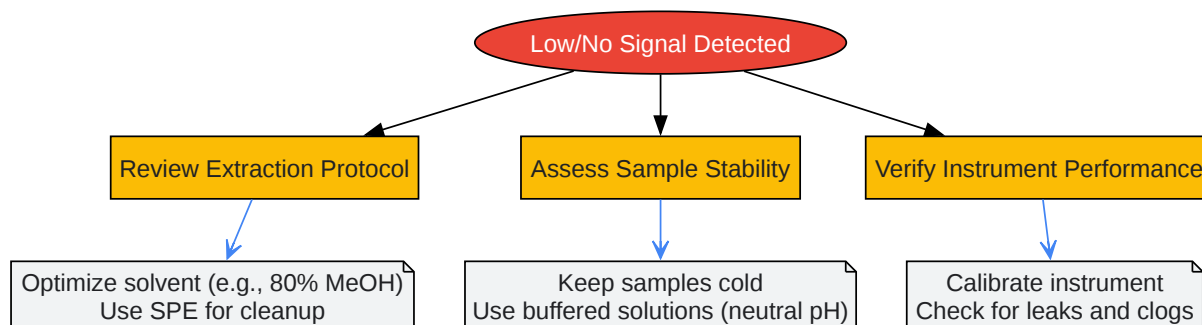 Low/No Signal Detected
Review Extraction Protocol
Assess Sample Stability
Verify Instrument Performance
Optimize solvent (e.g., 80% MeOH)
Use SPE for cleanup
Keep samples cold
Use buffered solutions (neutral pH)
Calibrate instrument
Check for leaks and clogs